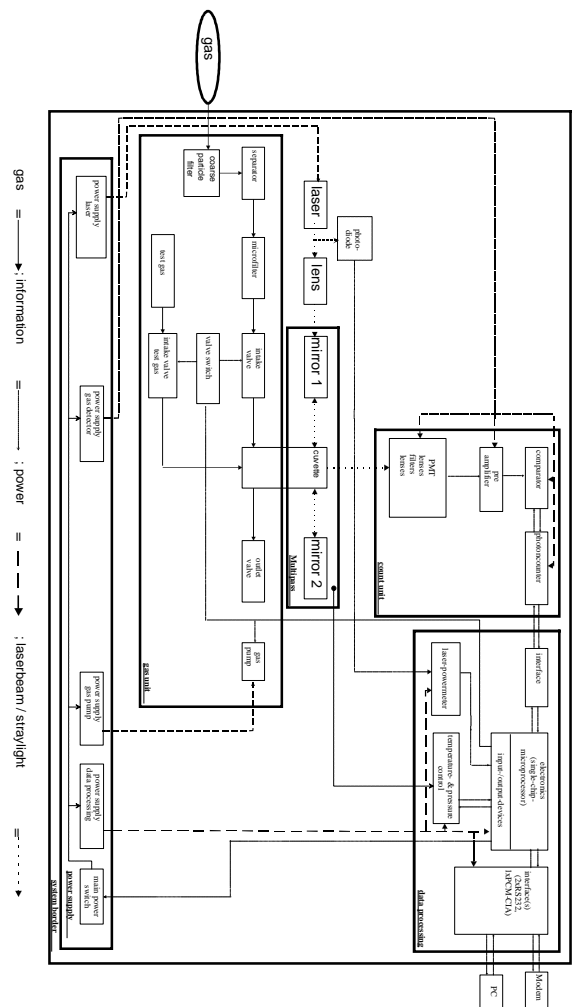 gas
coarse
particle
filter
separator
microfilter
test gas
intake valve
test gas
valve switch
intake
valve
cuvette
outlet
valve
gas
pump
gas unit
laser
photo-
diode
lens
mirror 1
mirror 2
Multipass
PMT
lenses
filters
lenses
pre
amplifier
comparator
photoncounter
count unit
interface
laser-powermeter
temperature- & pressure
control
electronics
(single-chip-
microprocessor)
input-/output-devices
interface(s)
(2xRS232,
1xPCM-CIA)
data processing
PC
Modem
power supply
laser
power supply
gas detector
power supply
gas pump
power supply
data processing
main power
switch
power supply
system border
gas = ; information = ; power = ; laserbeam / straylight =